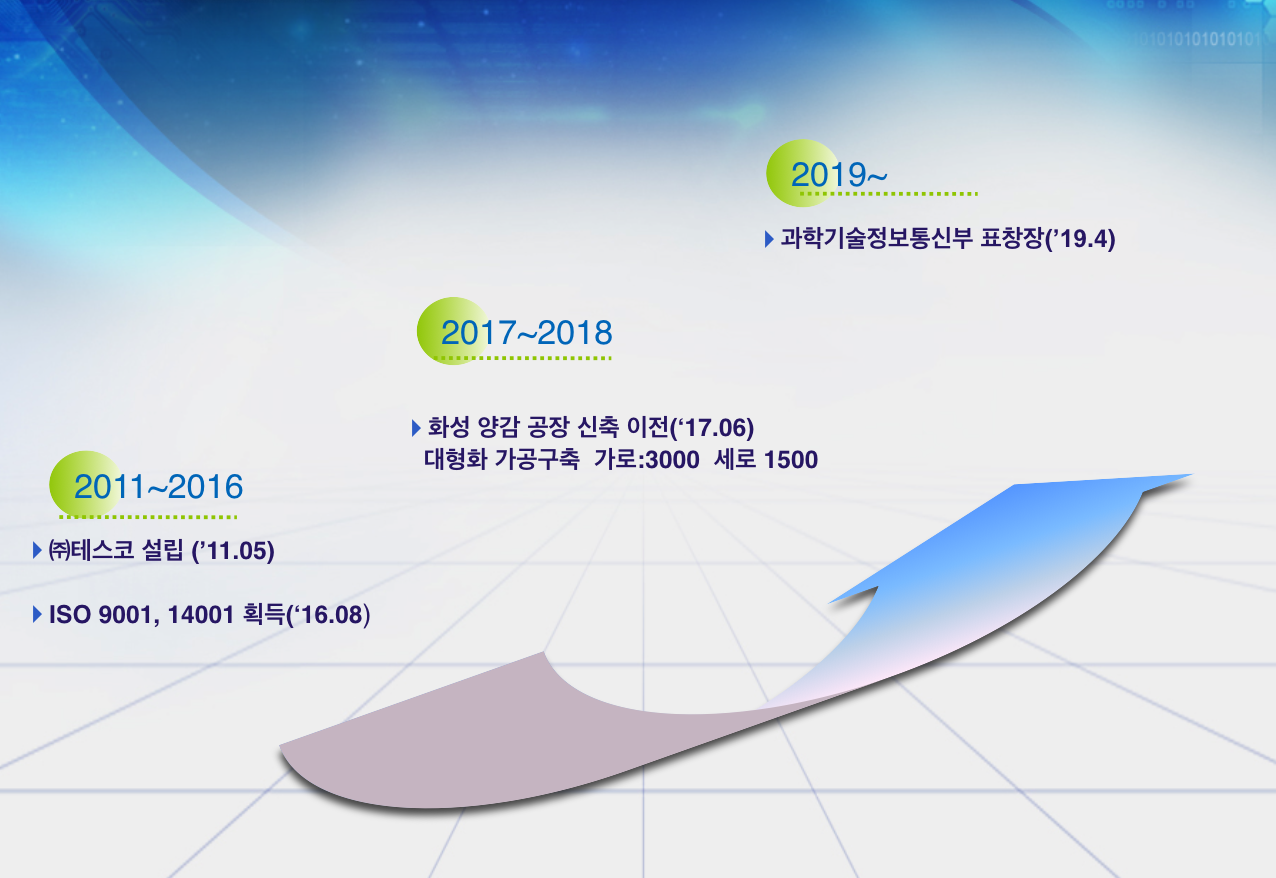 1010101010101
2019~
과학기술정보통신부 표창장(’19.4)
2017~2018
화성 양감 공장 신축 이전(‘17.06)
대형화 가공구축 가로:3000 세로 1500
2011~2016
㈜테스코 설립 (’11.05)
ISO 9001, 14001 획득(‘16.08)